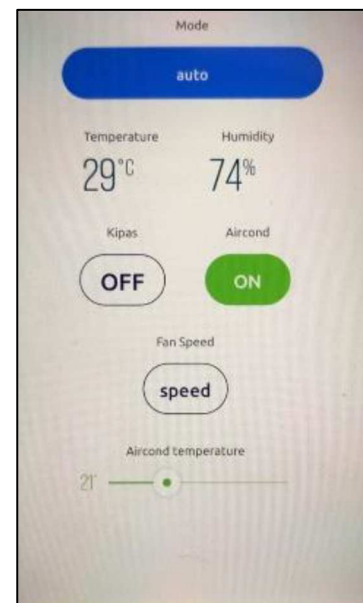 Mode
auto
Temperature Humidity
29°C 74%
Kipas Aircond
OFF ON
Fan Speed
speed
Aircond temperature
21°